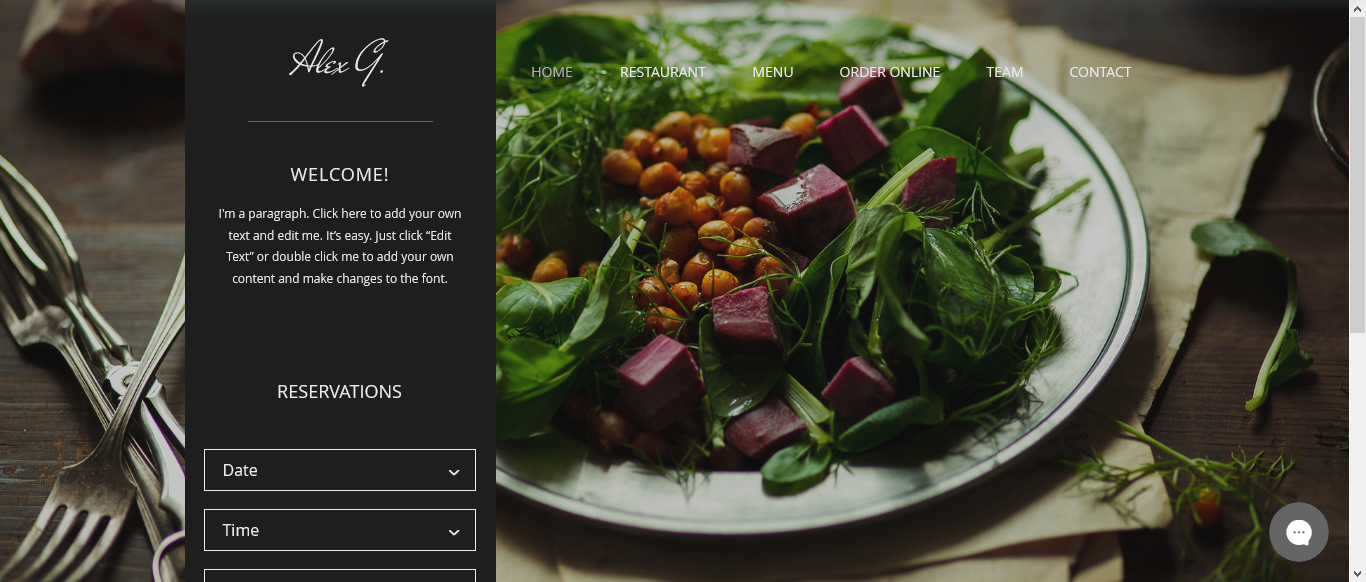 Alex G.
HOME RESTAURANT MENU ORDER ONLINE TEAM CONTACT
WELCOME!
I'm a paragraph. Click here to add your own
text and edit me. It's easy. Just click “Edit
Text” or double click me to add your own
content and make changes to the font.
RESERVATIONS
Date
Time